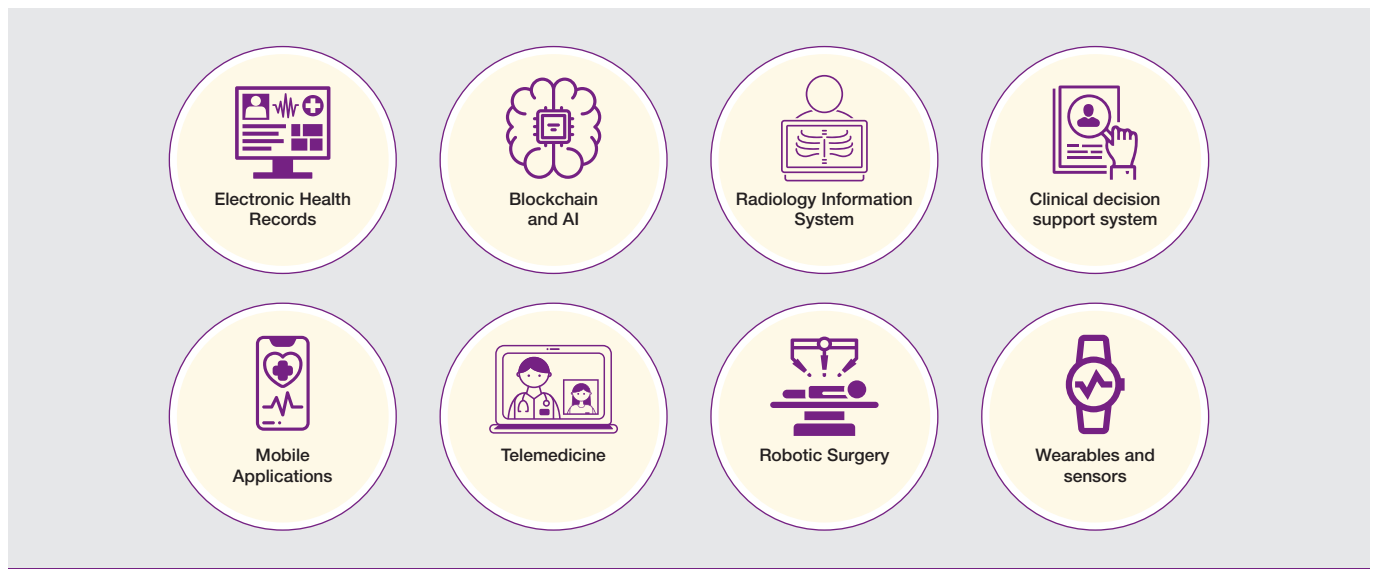 Electronic Health
Records
Blockchain
and AI
Radiology Information
System
Clinical decision
support system
Mobile
Applications
Telemedicine
Robotic Surgery
Wearables and
sensors